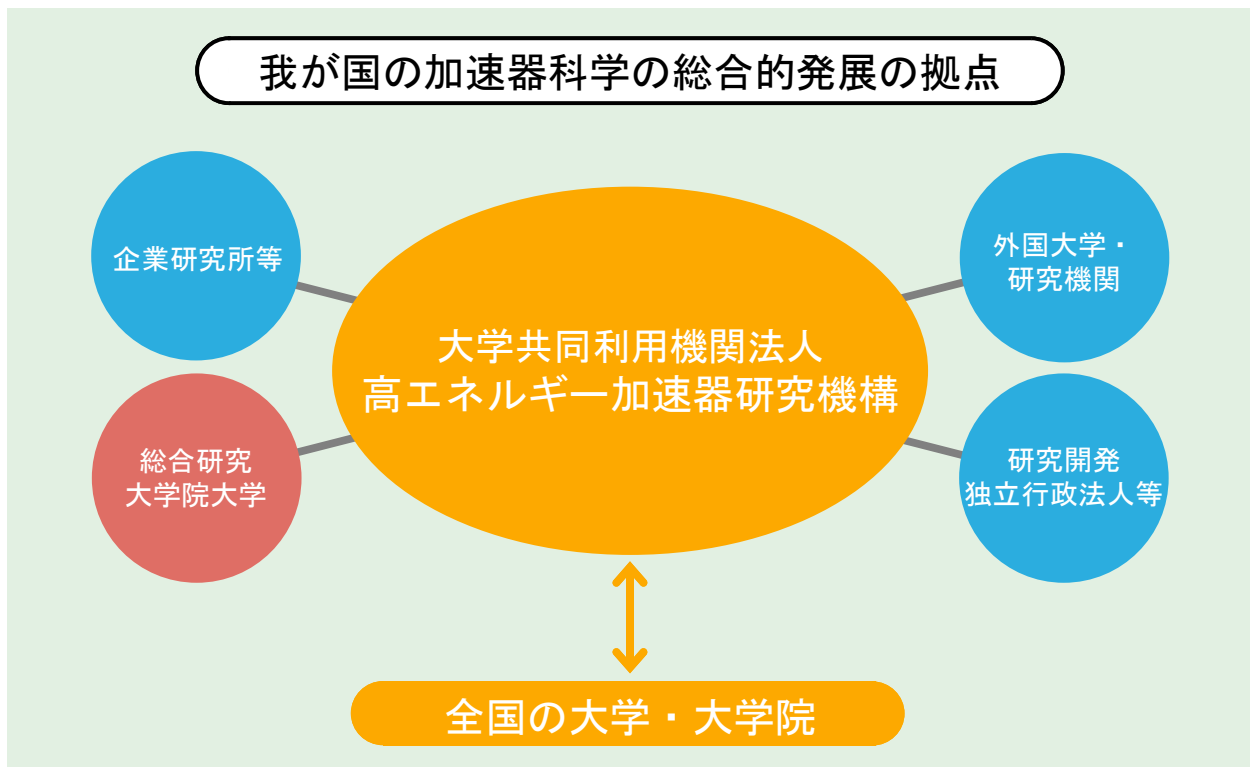 我が国の加速器科学の総合的発展の拠点
企業研究所等
外国大学・
研究機関
大学共同利用機関法人
高エネルギー加速器研究機構
総合研究
大学院大学
研究開発
独立行政法人等
全国の大学・大学院